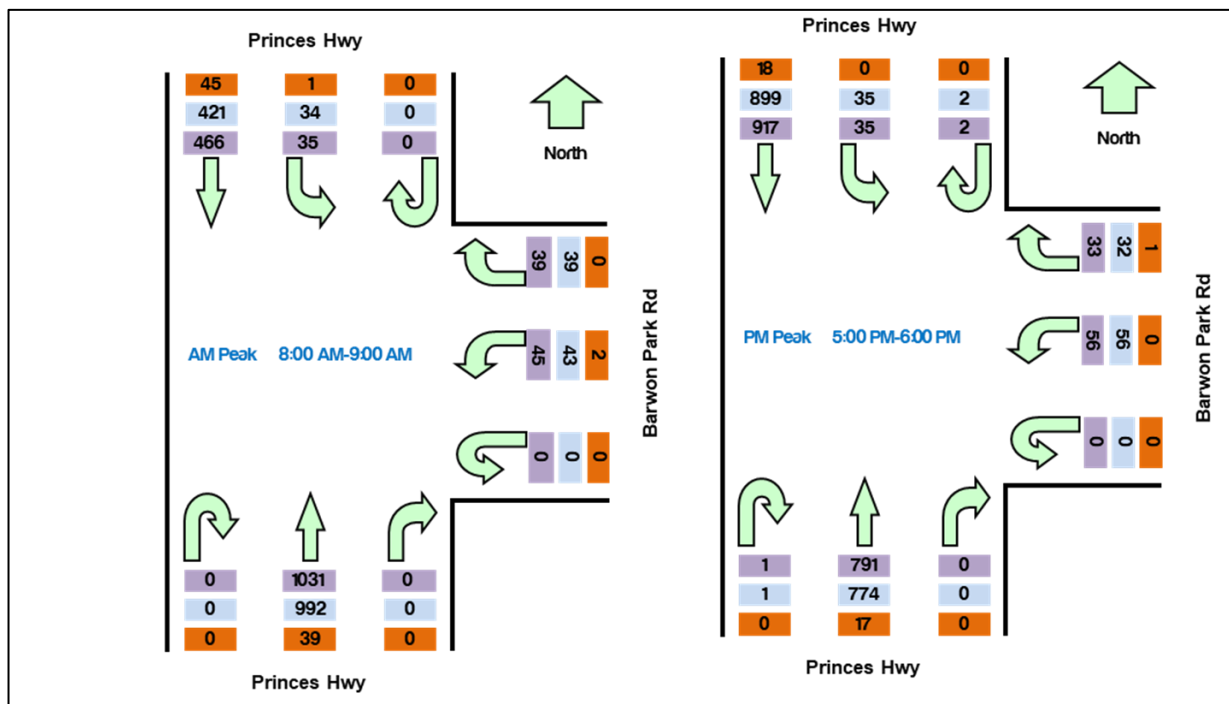 Princes Hwy
45 1 0
421 34 0
466 35 0
North
39 39 0
AM Peak 8:00 AM-9:00 AM
45 43 2
Barwon Park Rd
0 0 0
0 1031 0
0 992 0
0 39 0
Princes Hwy
Princes Hwy
18 0 0
899 35 2
917 35 2
North
33 32 1
PM Peak 5:00 PM-6:00 PM
56 56 0
Barwon Park Rd
0 0 0
1 791 0
1 774 0
0 17 0
Princes Hwy